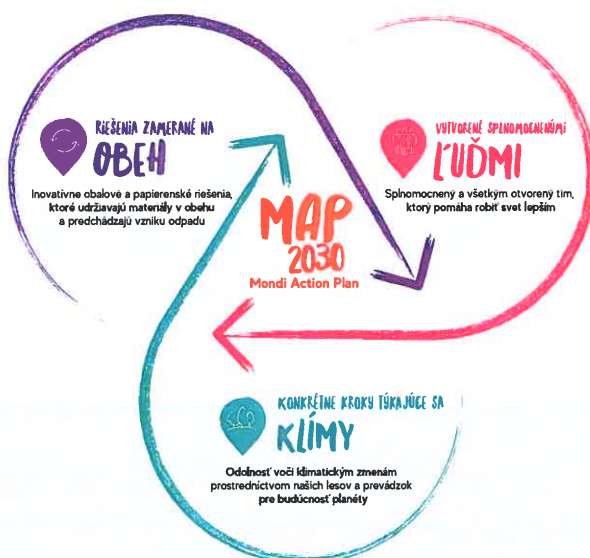 RIEŠENIA ZAMERANÉ NA
OBEH
Inovatívne obalové a papierenské riešenia,
ktoré udržiavajú materiály v obehu
a predchádzajú vzniku odpadu
VYTVORENÉ SPLNOMOCNENÝMI
ĽUĎMI
Splnomocnený a všetkým otvorený tím,
ktorý pomáha robiť svet lepším
MAP
2030
Mondi Action Plan
KONKRÉTNE KROKY TÝKAJÚCE SA
KLÍMY
Odolnosť voči klimatickým zmenám
prostredníctvom našich lesov a prevádzok
pre budúcnosť planéty